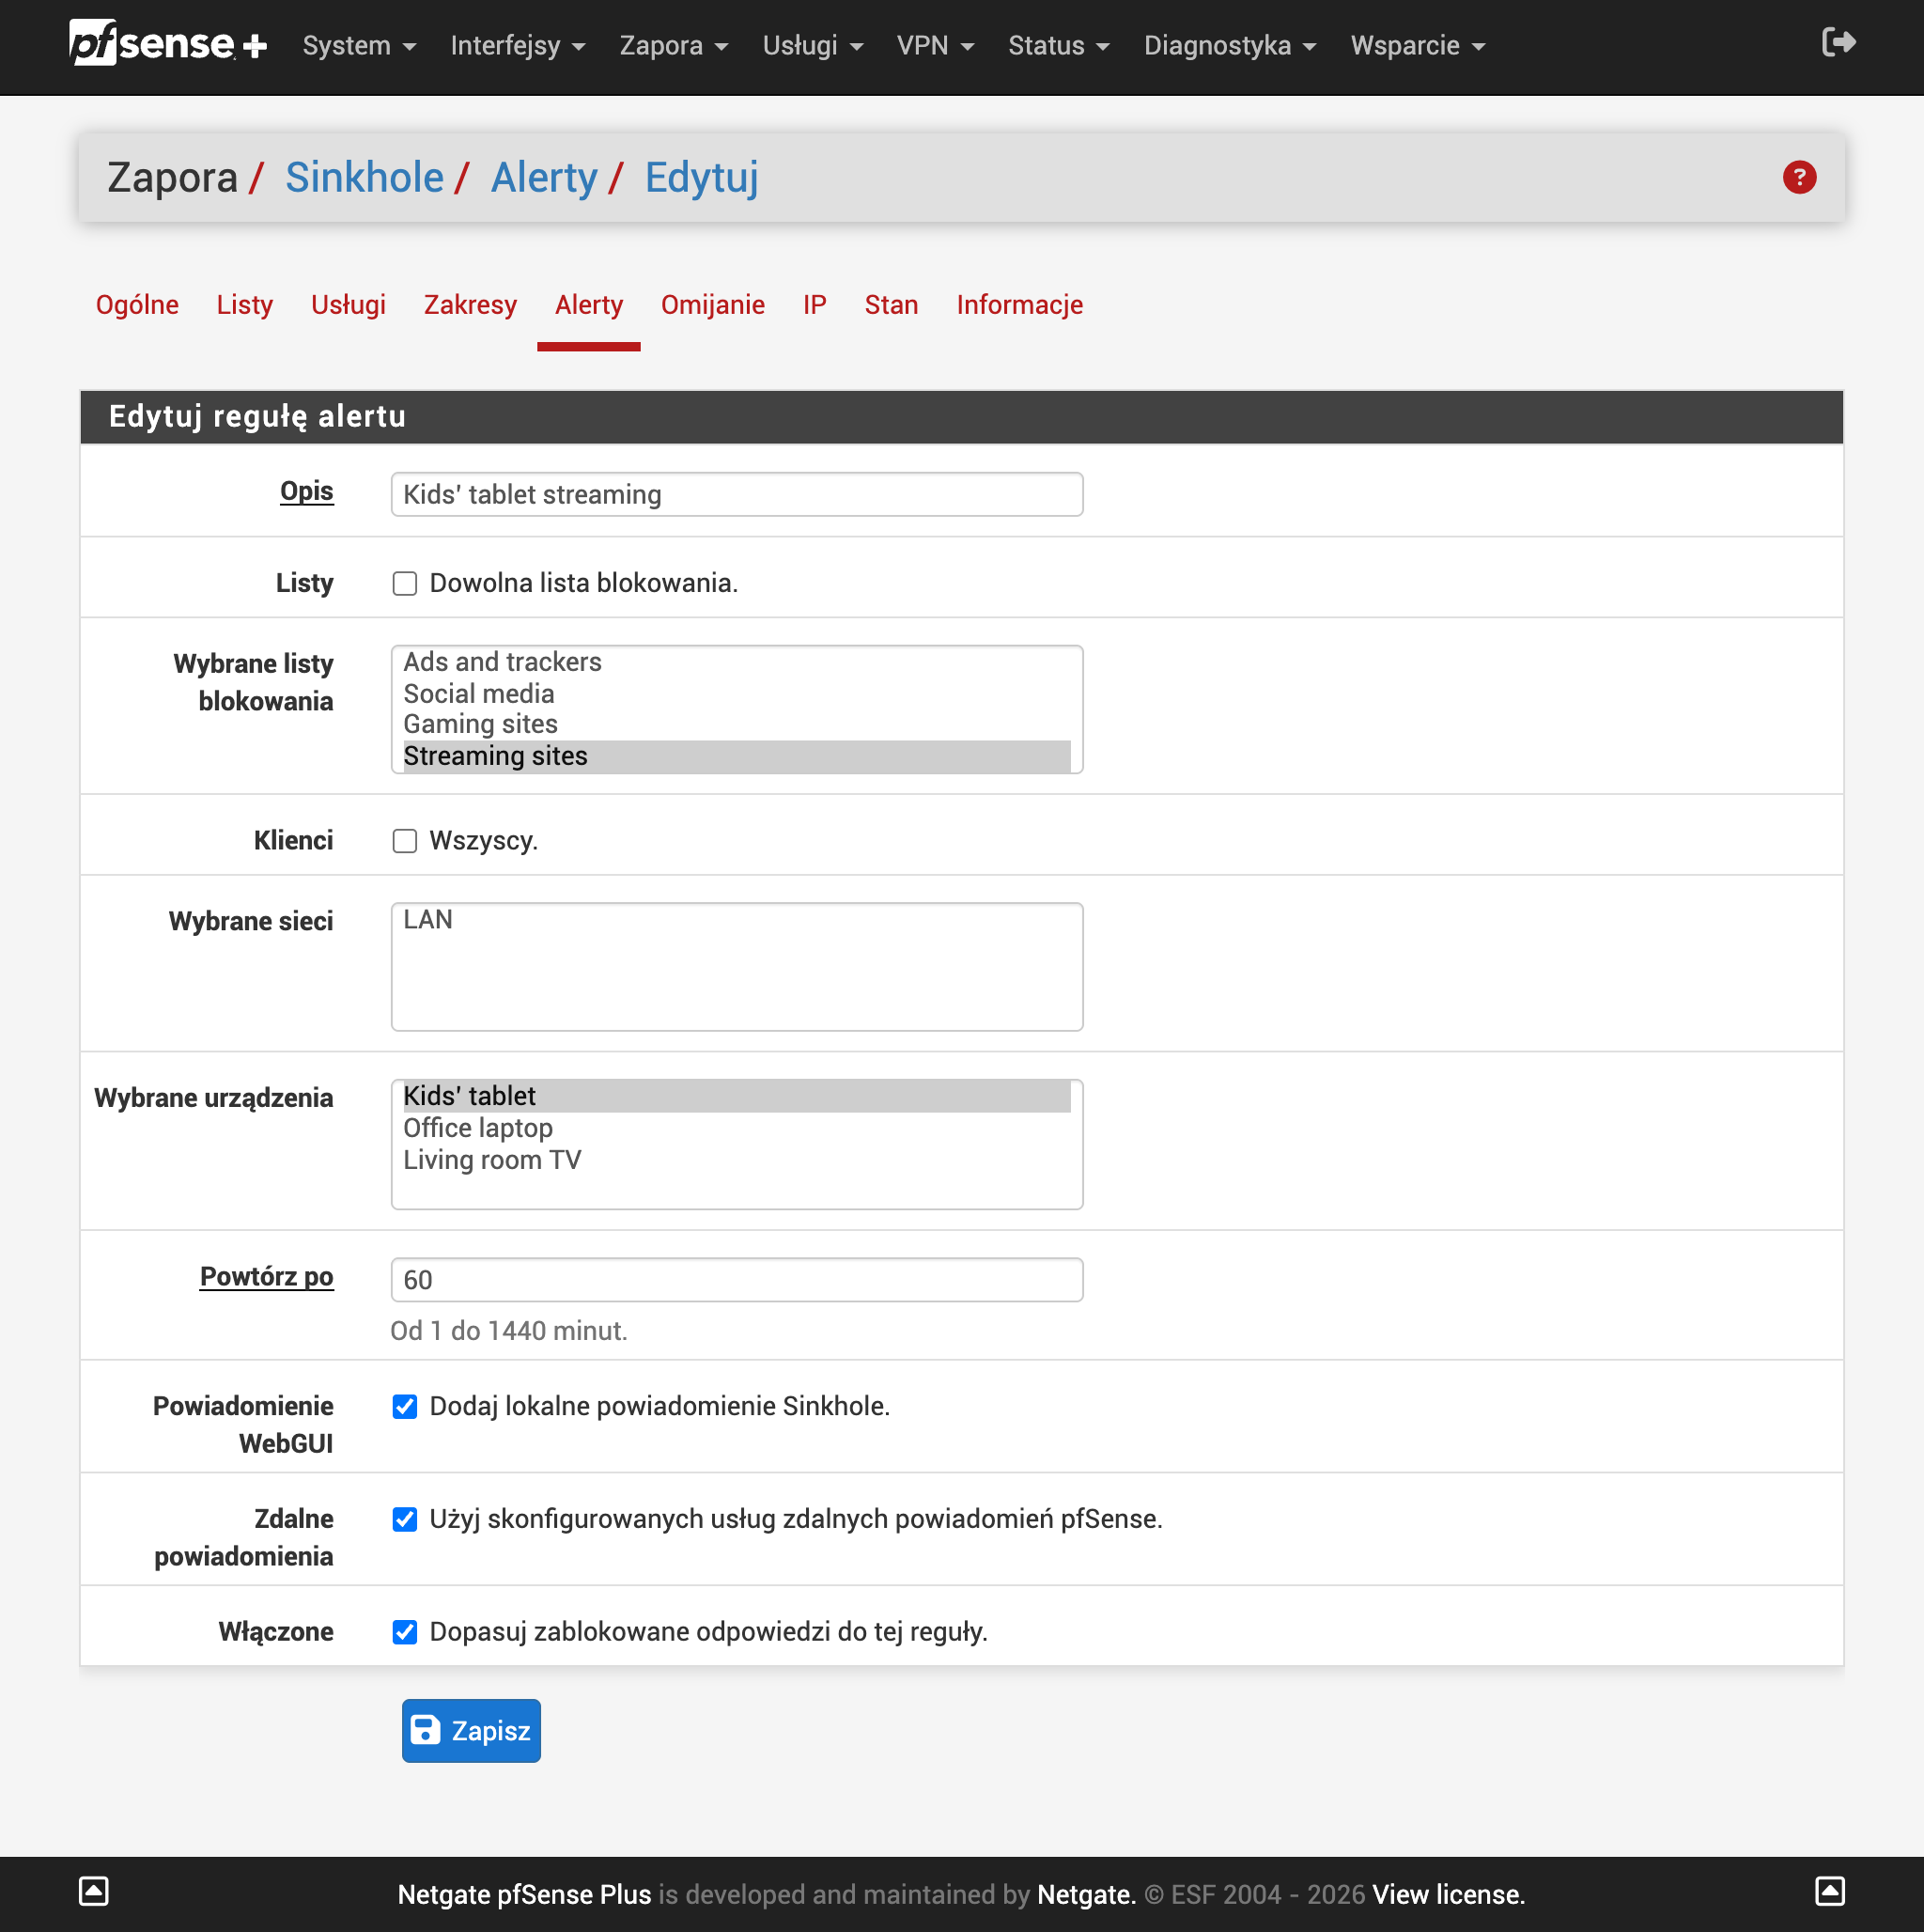 pfsense+ System Interfejsy Zapora Usługi VPN Status Diagnostyka Wsparcie
Zapora / Sinkhole / Alerty / Edytuj ?
Ogólne Listy Usługi Zakresy Alerty Omijanie IP Stan Informacje
Edytuj regułę alertu
Opis Kids' tablet streaming
Listy Dowolna lista blokowania.
Wybrane listy
blokowania
Ads and trackers
Social media
Gaming sites
Streaming sites
Klienci Wszyscy.
Wybrane sieci LAN
Wybrane urządzenia Kids' tablet
Office laptop
Living room TV
Powtórz po 60
Od 1 do 1440 minut.
Powiadomienie
WebGUI
Dodaj lokalne powiadomienie Sinkhole.
Zdalne
powiadomienia
Użyj skonfigurowanych usług zdalnych powiadomień pfSense.
Włączone Dopasuj zablokowane odpowiedzi do tej reguły.
Zapisz
Netgate pfSense Plus is developed and maintained by Netgate. © ESF 2004 - 2026 View license.